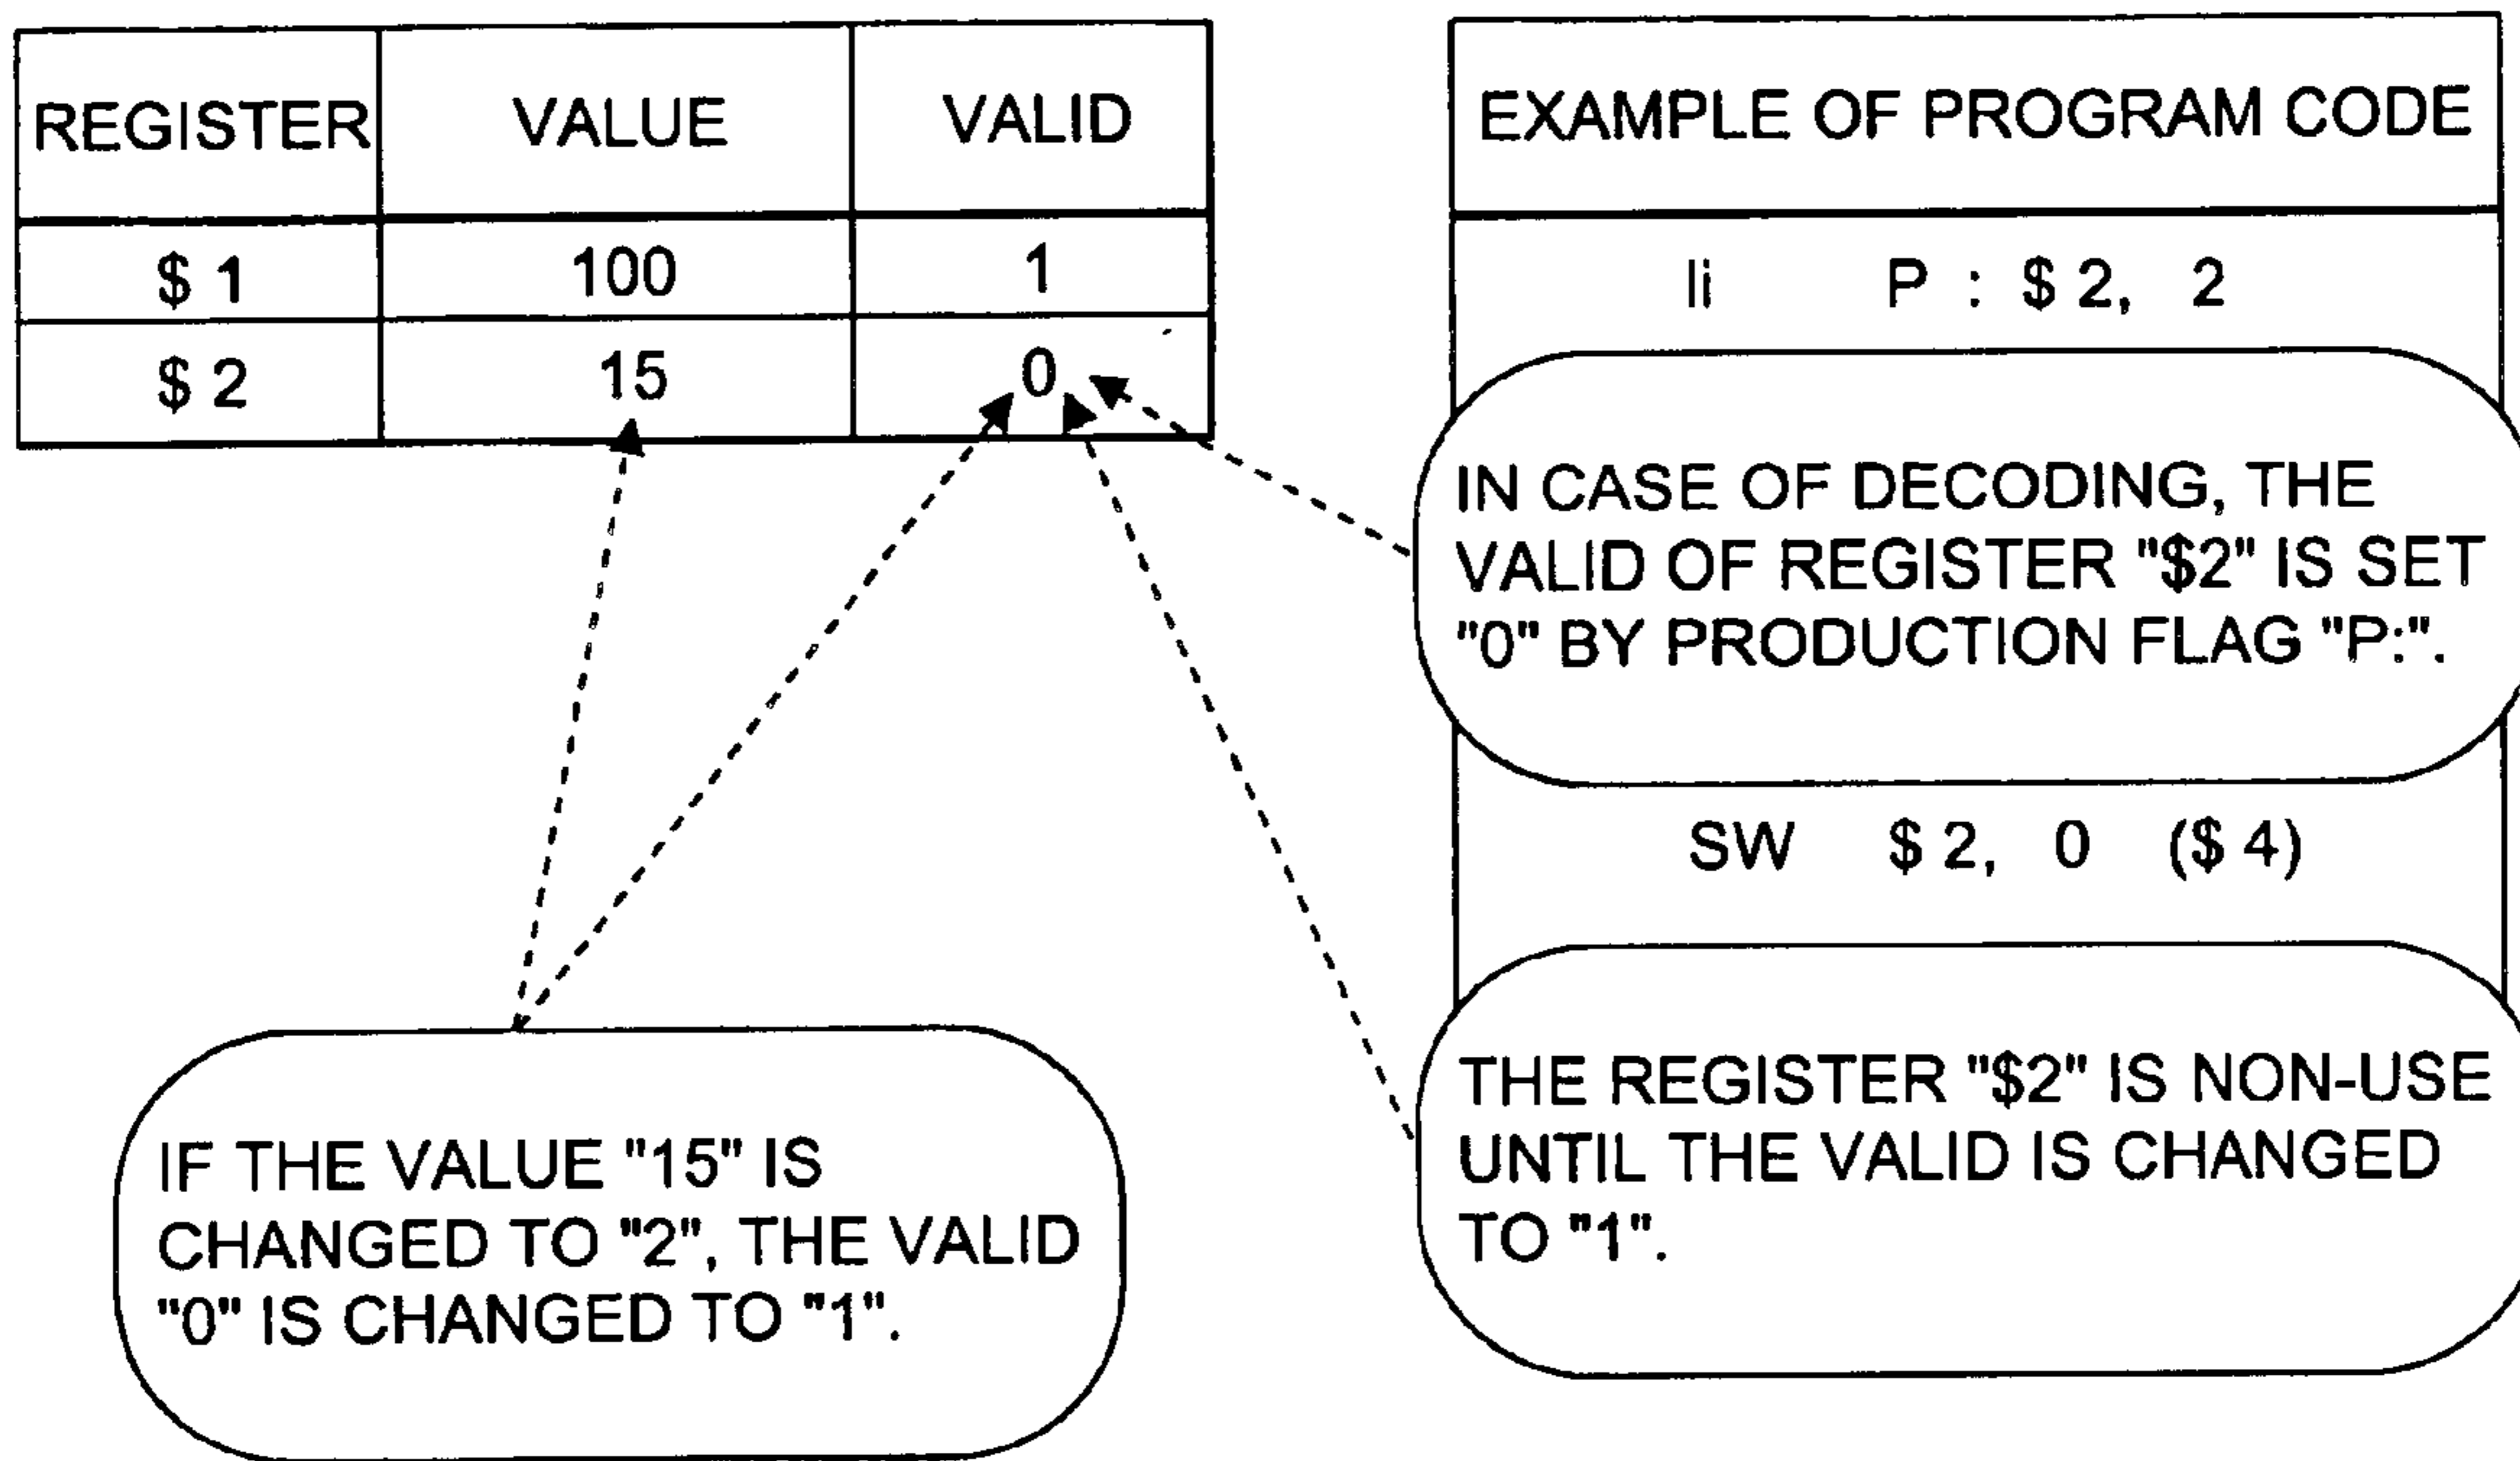 REGISTER VALUE VALID
$ 1 100 1
$ 2 15 0
EXAMPLE OF PROGRAM CODE
li P : $ 2, 2
IN CASE OF DECODING, THE
VALID OF REGISTER "$2" IS SET
"0" BY PRODUCTION FLAG "P:".
SW $ 2, 0 ($ 4)
THE REGISTER "$2" IS NON-USE
UNTIL THE VALID IS CHANGED
TO "1".
IF THE VALUE "15" IS
CHANGED TO "2", THE VALID
"0" IS CHANGED TO "1".